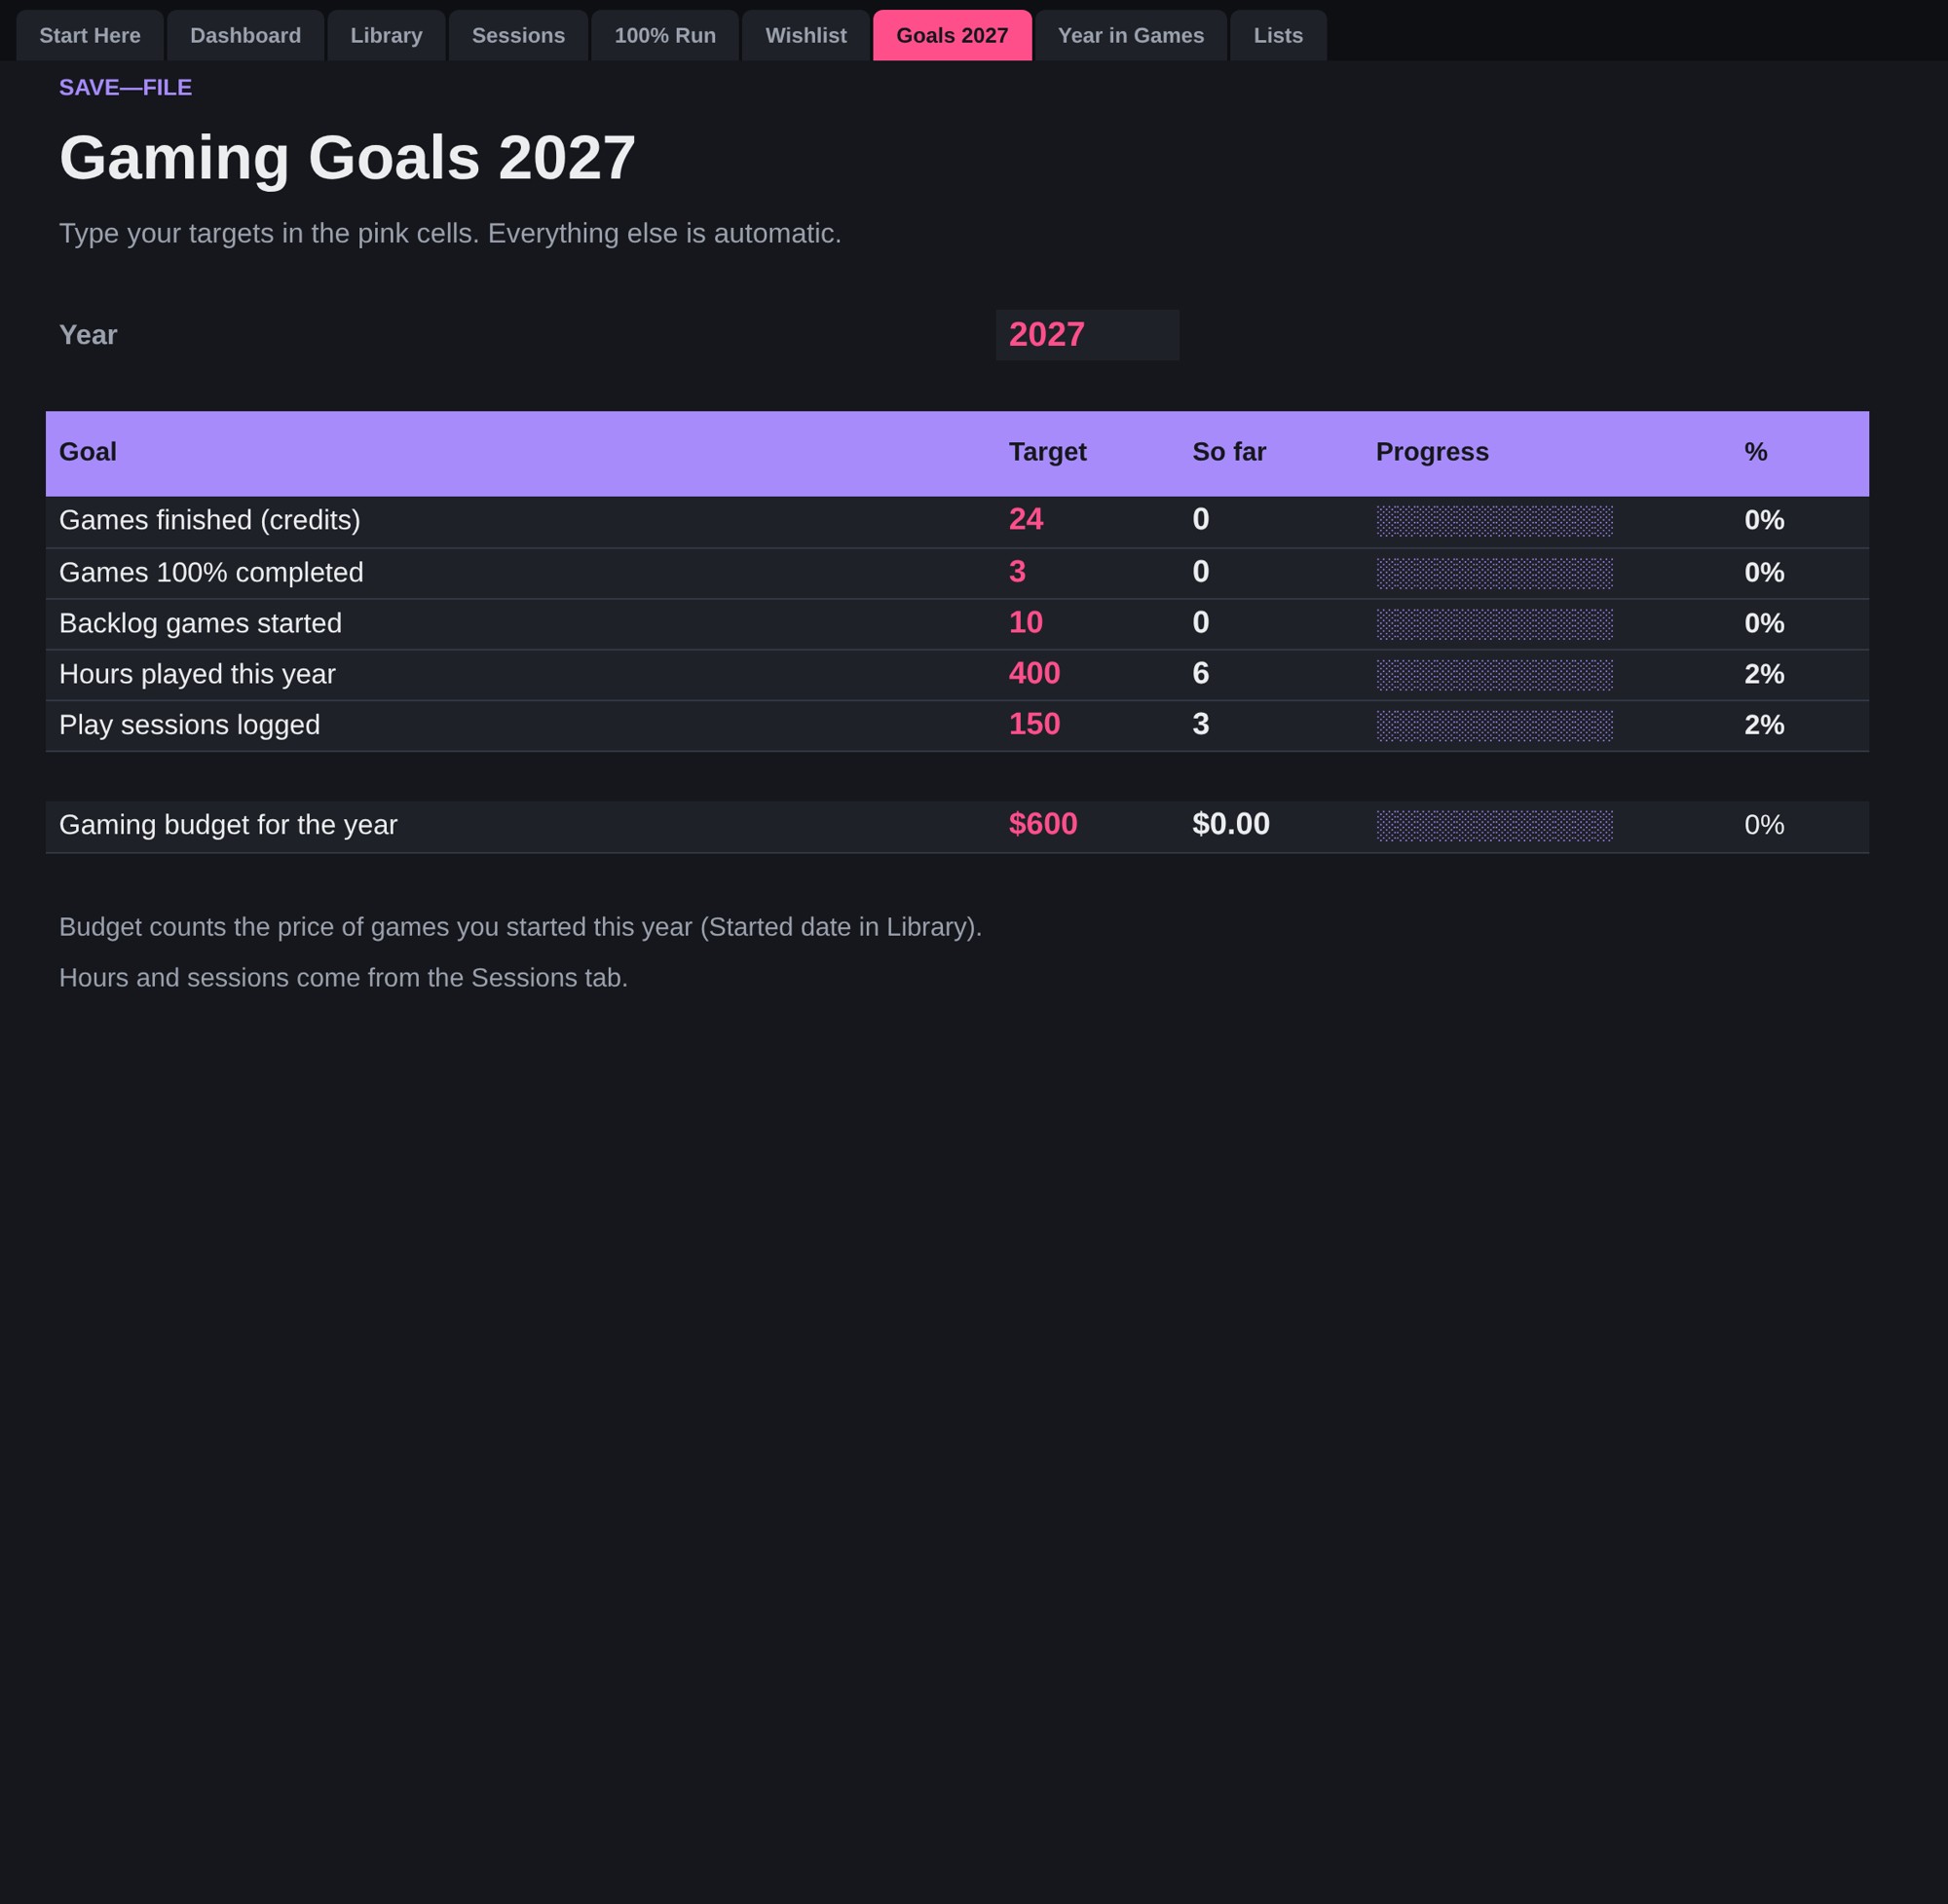 Start Here Dashboard Library Sessions 100% Run Wishlist Goals 2027 Year in Games Lists
SAVE—FILE
Gaming Goals 2027
Type your targets in the pink cells. Everything else is automatic.
Year 2027
Goal Target So far Progress %
Games finished (credits) 24 0 0%
Games 100% completed 3 0 0%
Backlog games started 10 0 0%
Hours played this year 400 6 2%
Play sessions logged 150 3 2%
Gaming budget for the year $600 $0.00 0%
Budget counts the price of games you started this year (Started date in Library).
Hours and sessions come from the Sessions tab.